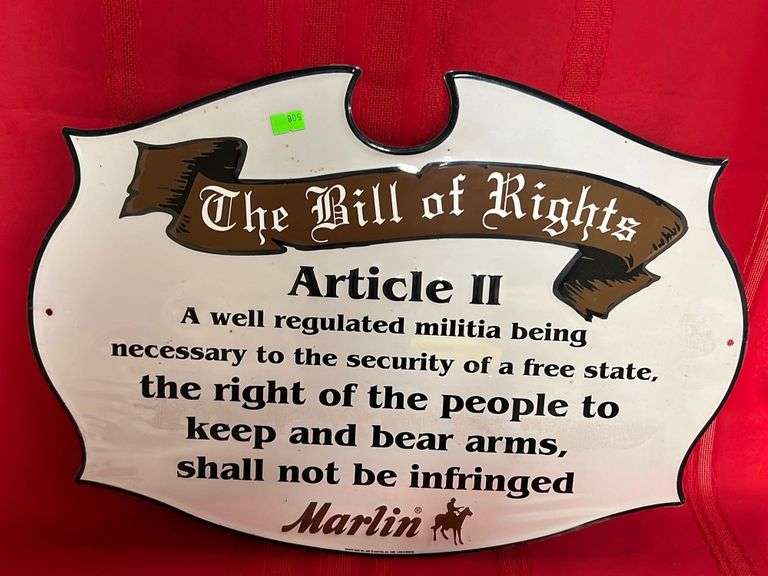 809
The Bill of Rights
Article II
A well regulated militia being
necessary to the security of a free state,
the right of the people to
keep and bear arms,
shall not be infringed
Marlin®